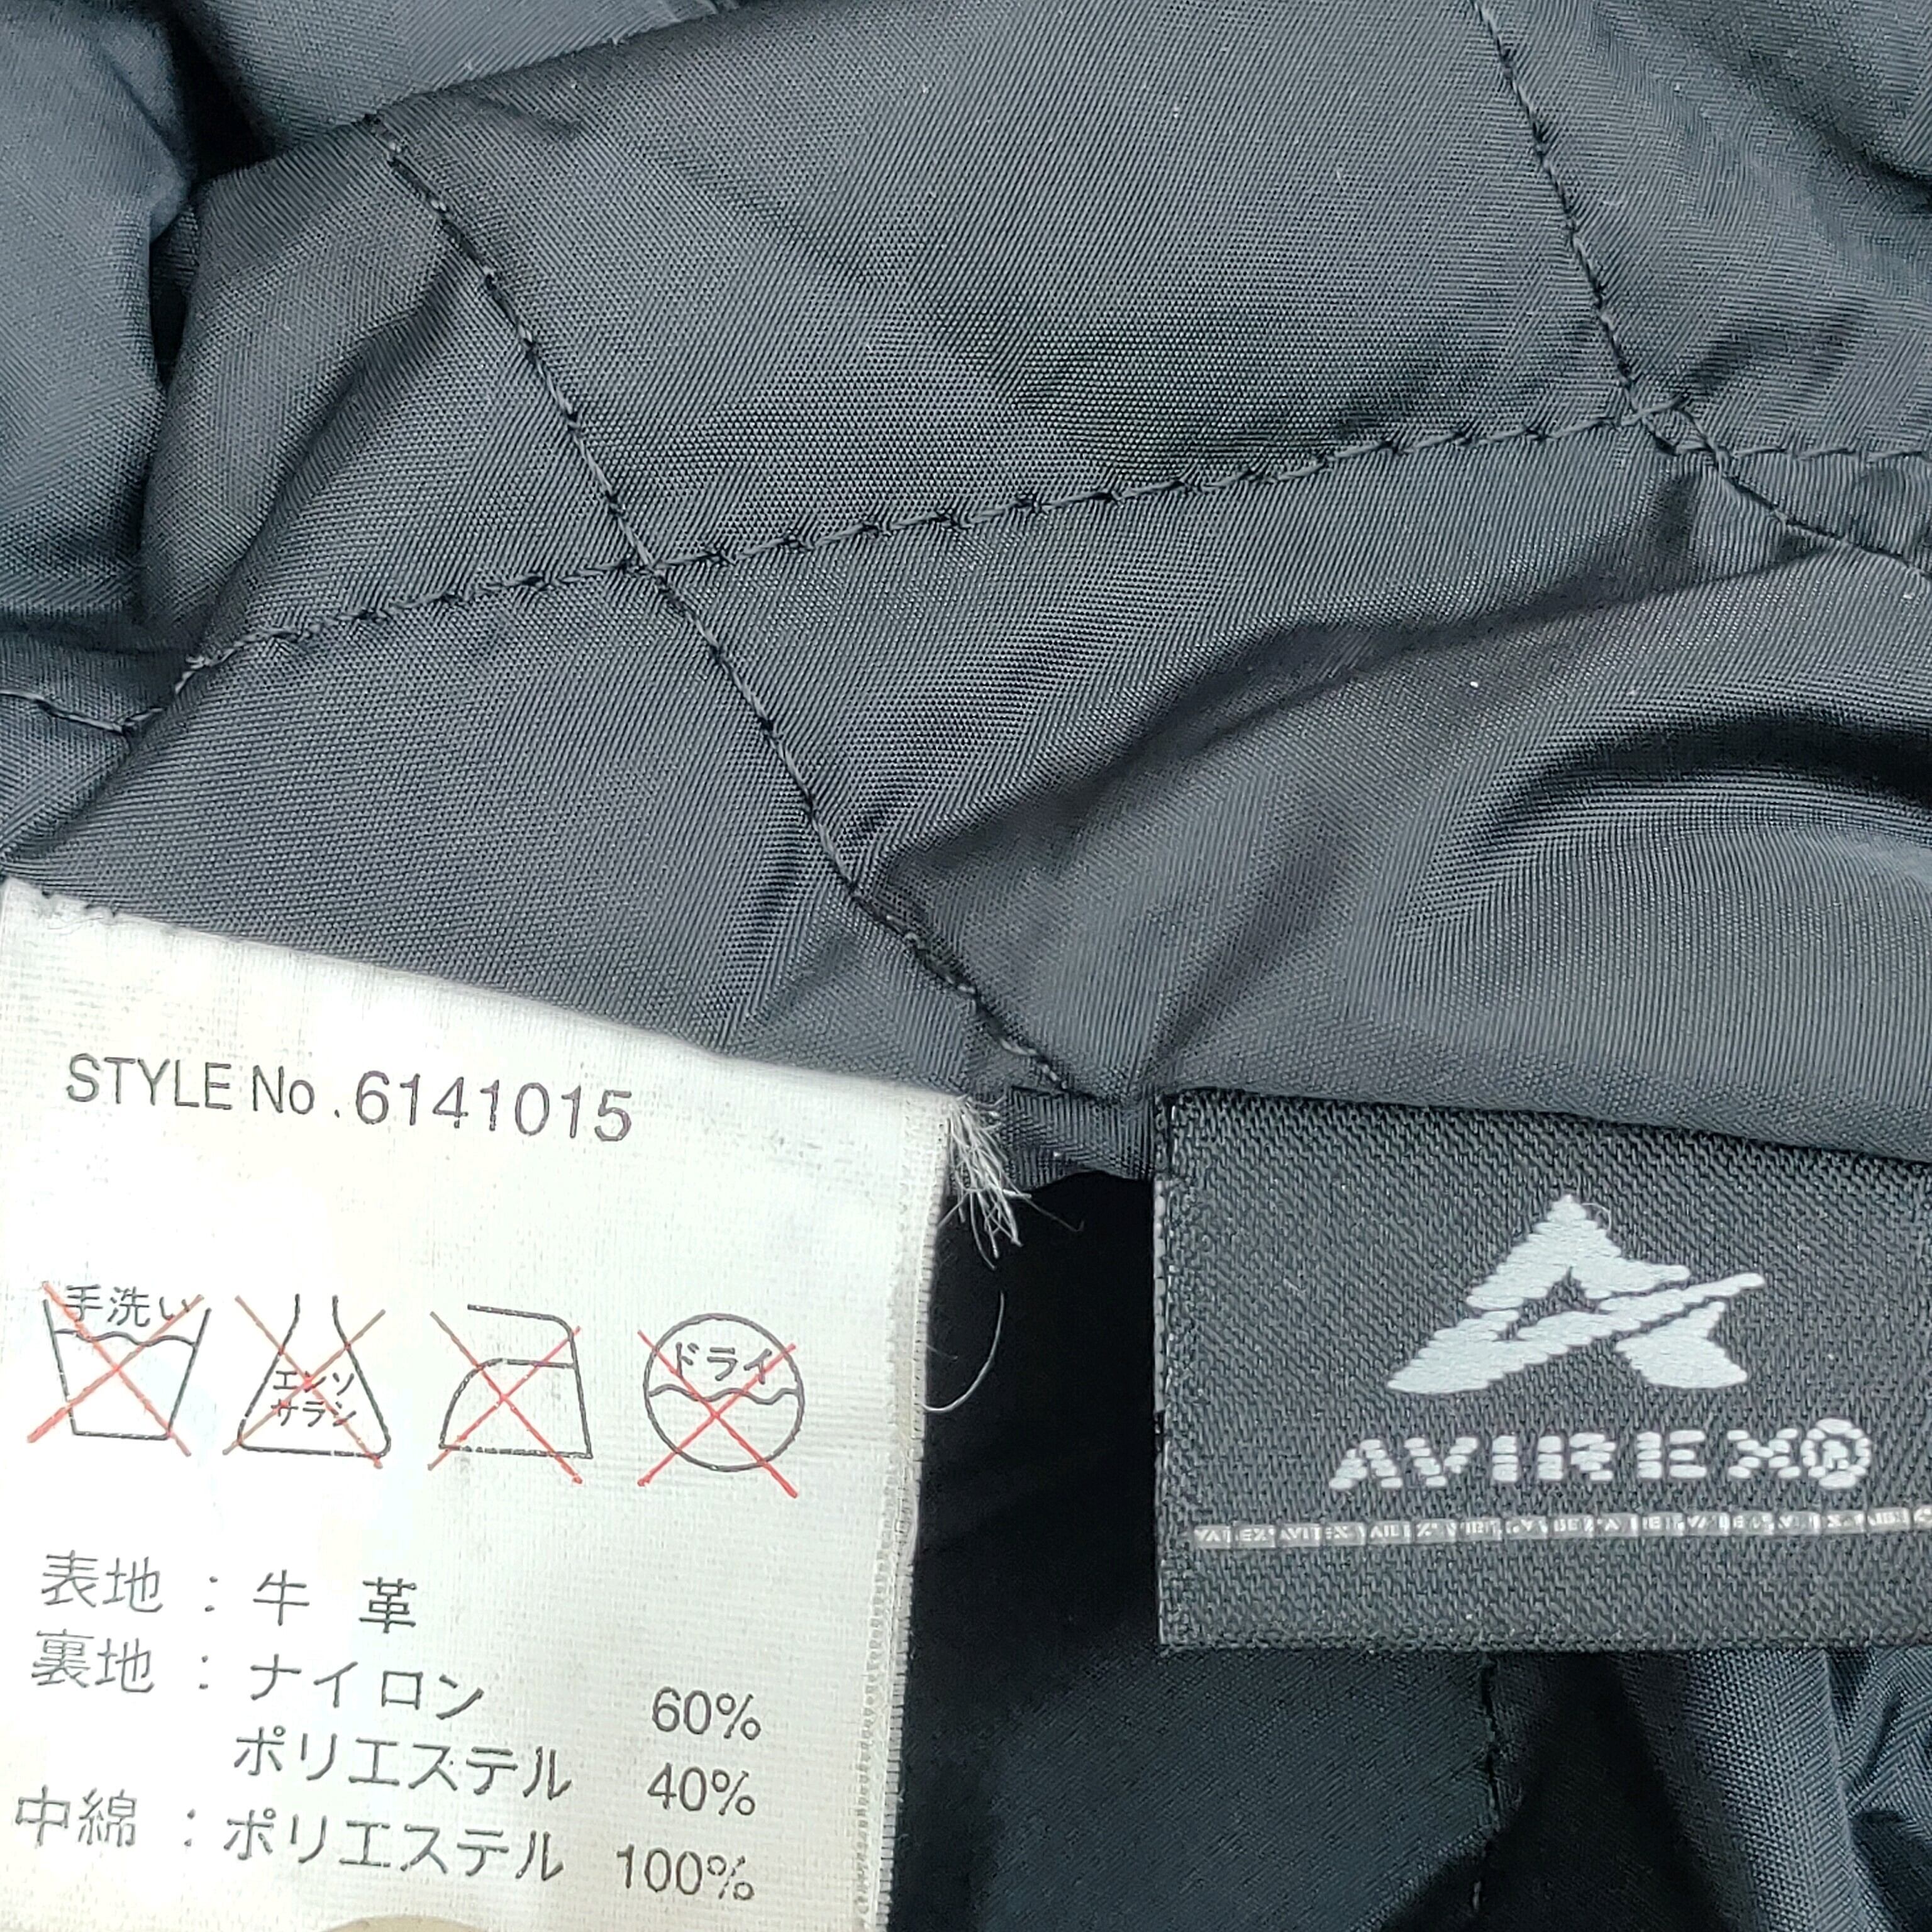 STYLE No.6141015
手洗い
エンソ
サラシ
ドライ
表地：牛 革
裏地：ナイロン 60%
ポリエステル 40%
中綿：ポリエステル 100%
AVIREX®